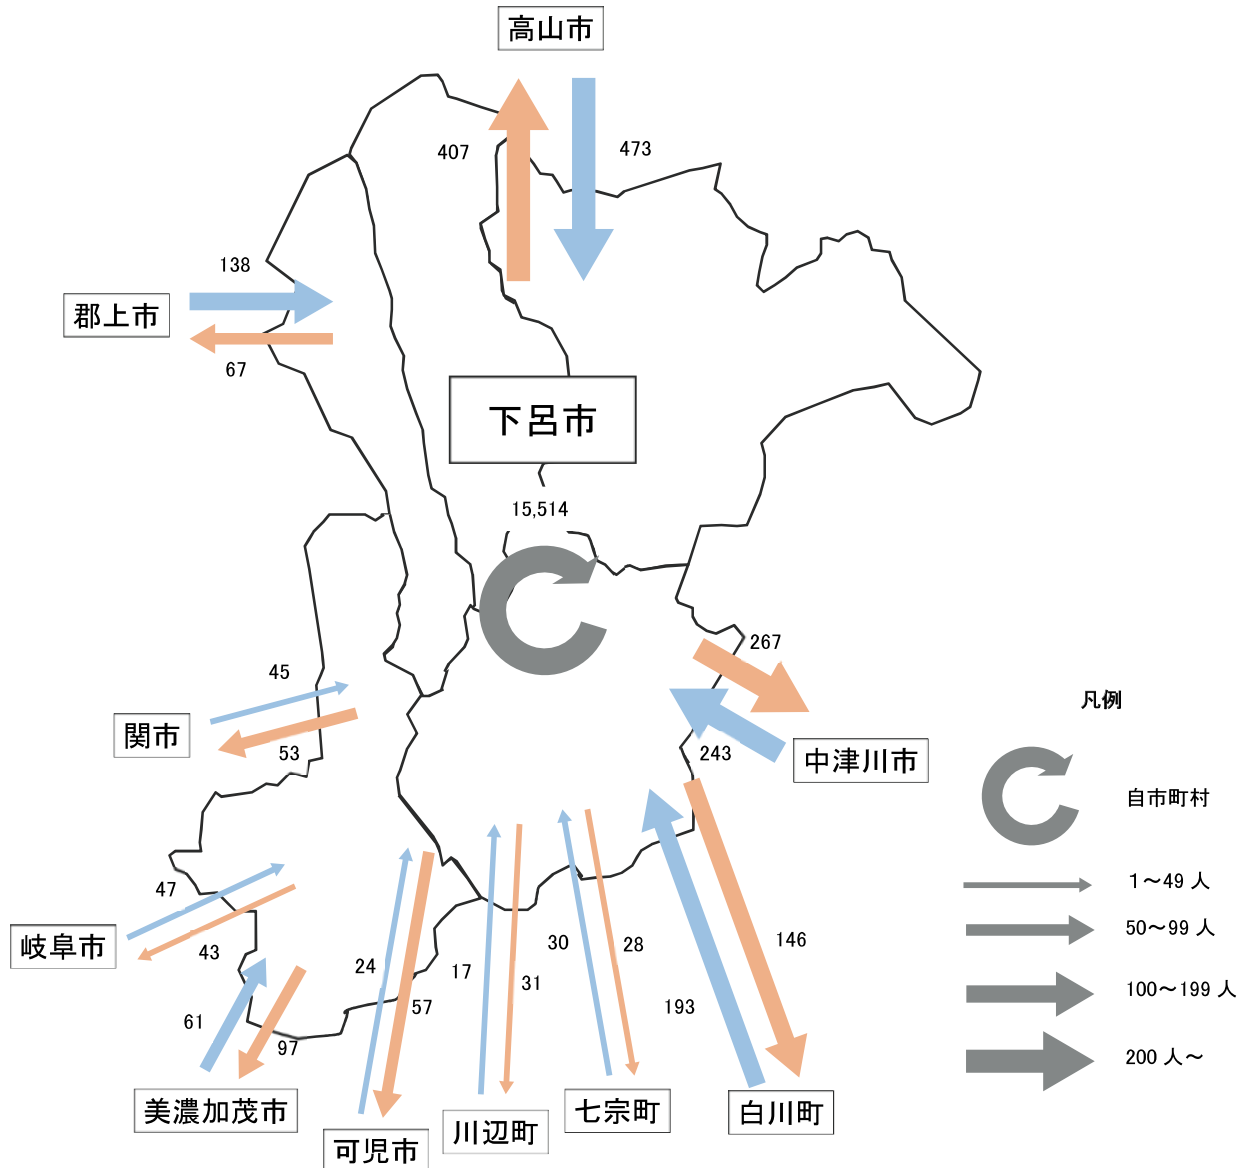 高山市
407
473
138
郡上市
67
下呂市
15,514
267
45
凡例
関市
53
243
中津川市
自市町村
47
1～49 人
50～99 人
岐阜市
43
24
17
30
28
146
57
31
193
100～199 人
61
97
200 人～
美濃加茂市
可児市
川辺町
七宗町
白川町